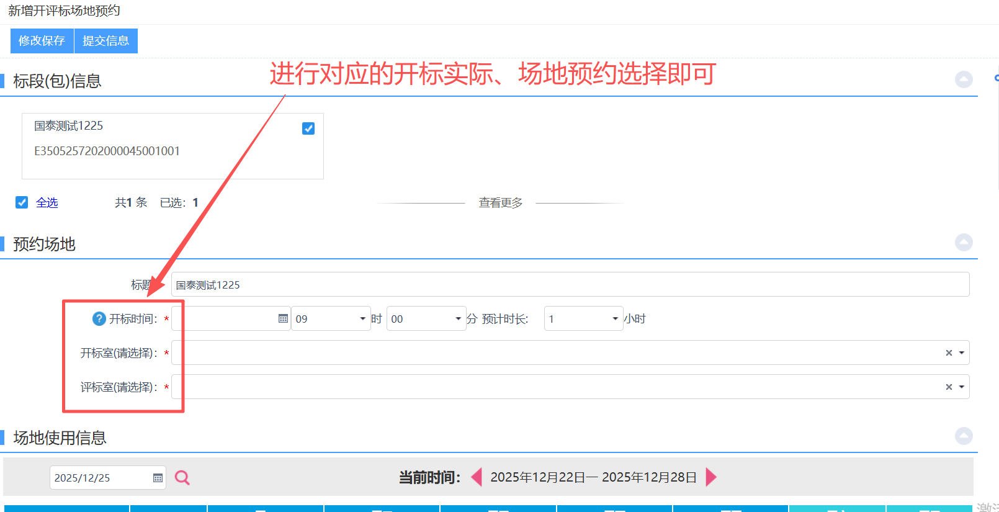 新增开评标场地预约
修改保存 提交信息
进行对应的开标实际、场地预约选择即可
标段(包)信息
国泰测试1225
E3505257202000045001001
全选 共1 条 已选：1 查看更多
预约场地
标题 国泰测试1225
? 开标时间：* 09 时 00 分 预计时长: 1 小时
开标室(请选择)：* ×
评标室(请选择)：* ×
场地使用信息
2025/12/25 当前时间： 2025年12月22日一 2025年12月28日